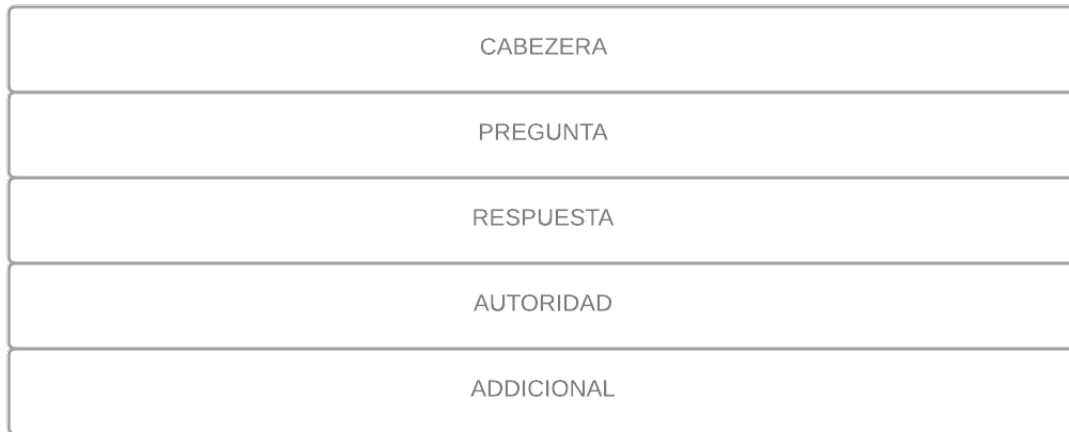 CABEZERA
PREGUNTA
RESPUESTA
AUTORIDAD
ADDICIONAL